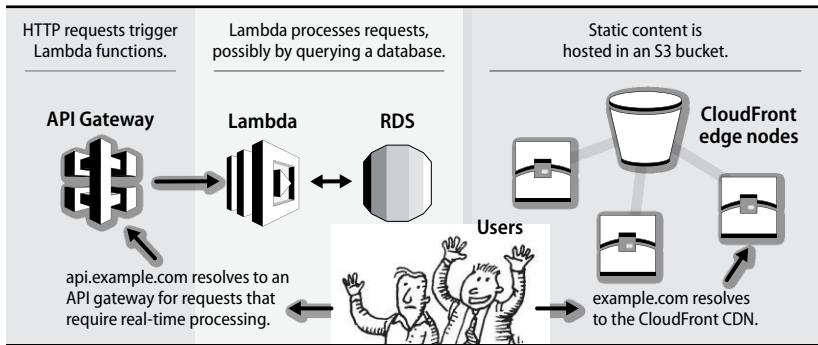 HTTP requests trigger
Lambda functions.
Lambda processes requests,
possibly by querying a database.
Static content is
hosted in an S3 bucket.
API Gateway
Lambda
RDS
CloudFront
edge nodes
Users
api.example.com resolves to an
API gateway for requests that
require real-time processing.
example.com resolves
to the CloudFront CDN.